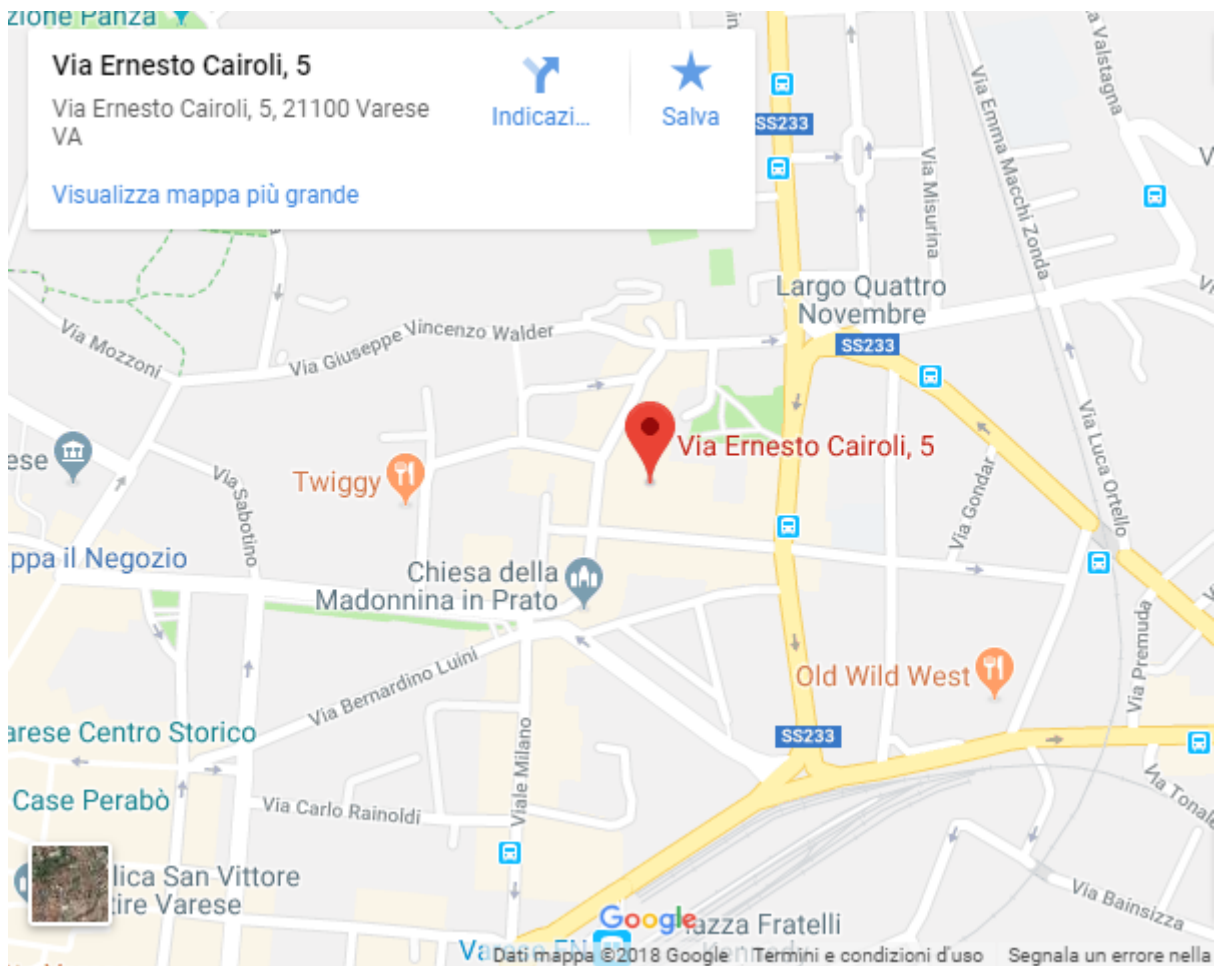 zione Panza
Via Ernesto Cairoli, 5
Via Ernesto Cairoli, 5, 21100 Varese
VA
Indicazi...
Salva
Visualizza mappa più grande
SS233
Via Valstagna
Via Emma Macchi Zonda
Via Misurina
Largo Quattro
Novembre
SS233
Via Mozzoni
Via Giuseppe Vincenzo Walder
Via Luca Ortello
ese
Via Sabotino
Twiggy
Via Ernesto Cairoli, 5
Via Gondar
ppa il Negozio
Chiesa della
Madonnina in Prato
Via Premuda
Via Bernardino Luini
Old Wild West
arese Centro Storico
SS233
Viale Milano
Case Perabò
Via Carlo Rainoldi
Via Tonale
lica San Vittore
tire Varese
Via Bainsizza
Google
azza Fratelli
Varese FN
Dati mappa ©2018 Google
Termini e condizioni d'uso
Segnala un errore nella